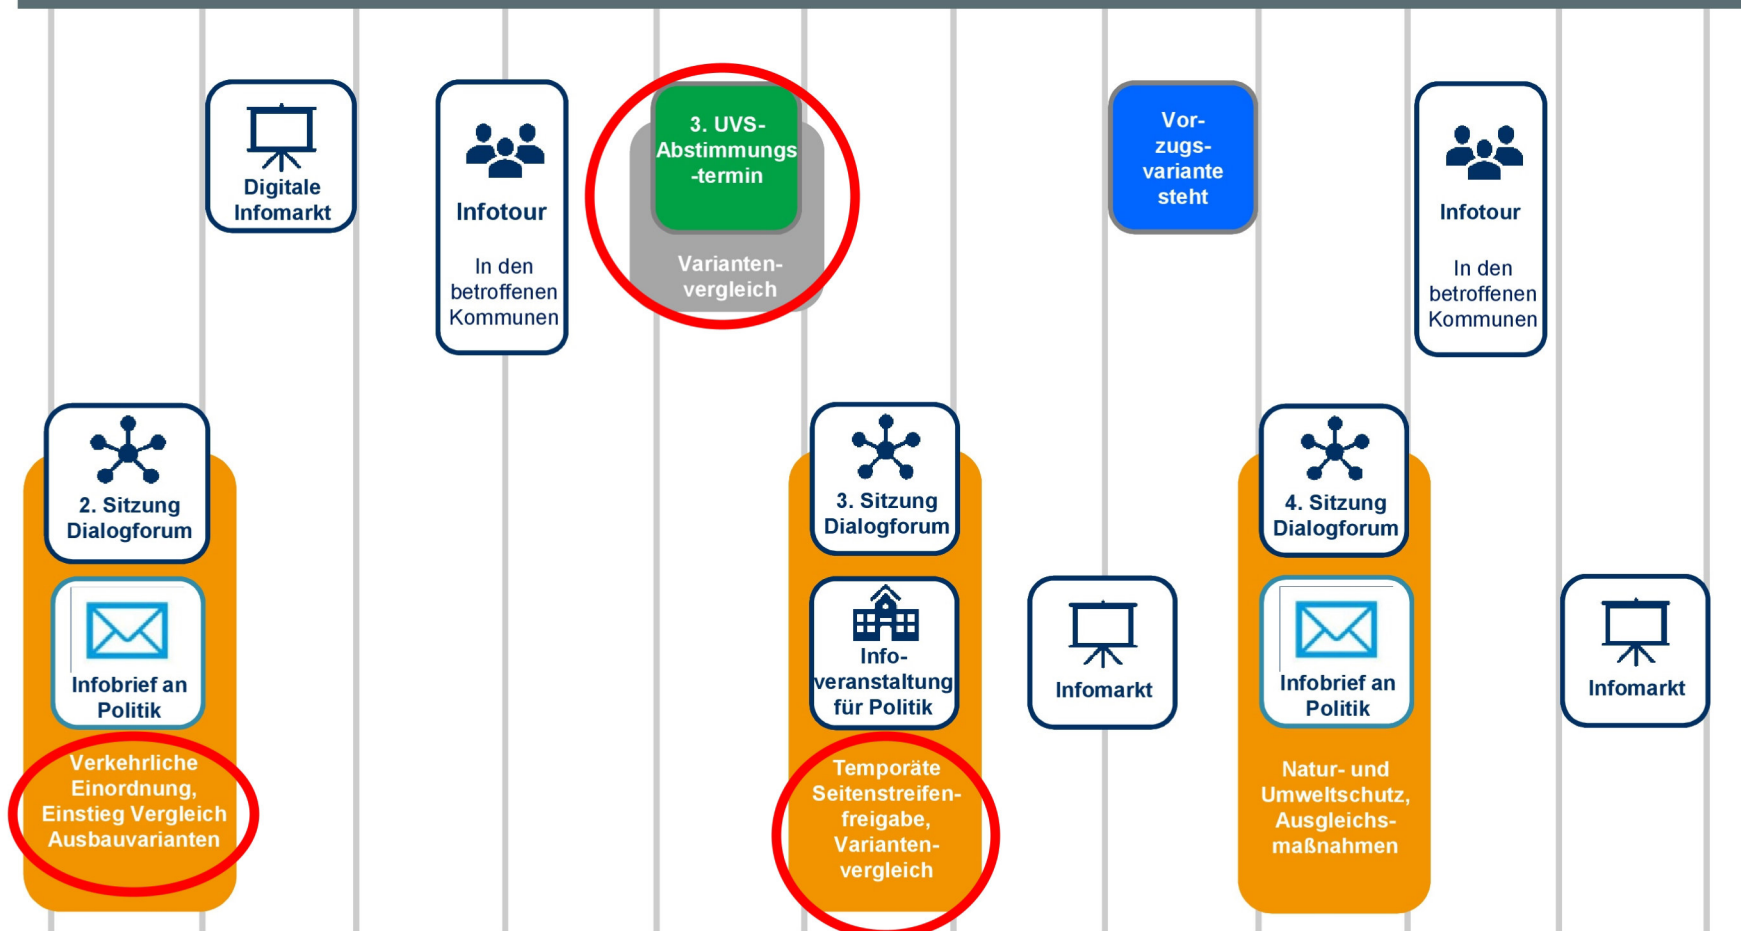 Digitale
Infomarkt
Infotour
In den
betroffenen
Kommunen
3. UVS-
Abstimmungs
-termin
Varianten-
vergleich
Vor-
zugs-
variante
steht
Infotour
In den
betroffenen
Kommunen
2. Sitzung
Dialogforum
Infobrief an
Politik
Verkehrliche
Einordnung,
Einstieg Vergleich
Ausbauvarianten
3. Sitzung
Dialogforum
Info-
veranstaltung
für Politik
Temporäte
Seitenstreifen-
freigabe,
Varianten-
vergleich
Infomarkt
4. Sitzung
Dialogforum
Infobrief an
Politik
Natur- und
Umweltschutz,
Ausgleichs-
maßnahmen
Infomarkt